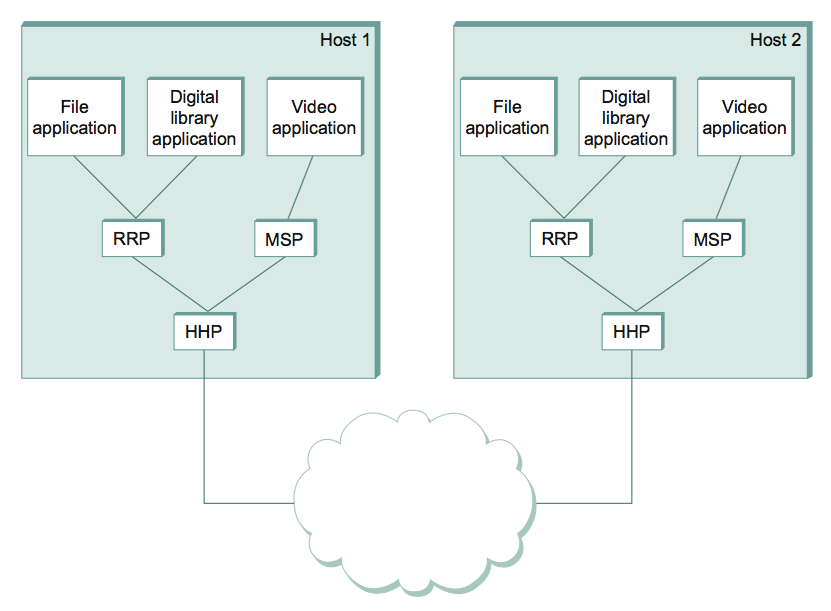 Host 1
File
application
Digital
library
application
Video
application
RRP
MSP
HHP
Host 2
File
application
Digital
library
application
Video
application
RRP
MSP
HHP